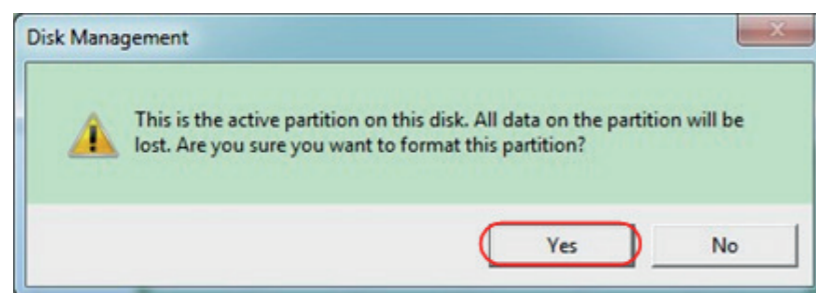 Disk Management
This is the active partition on this disk. All data on the partition will be
lost. Are you sure you want to format this partition?
Yes
No